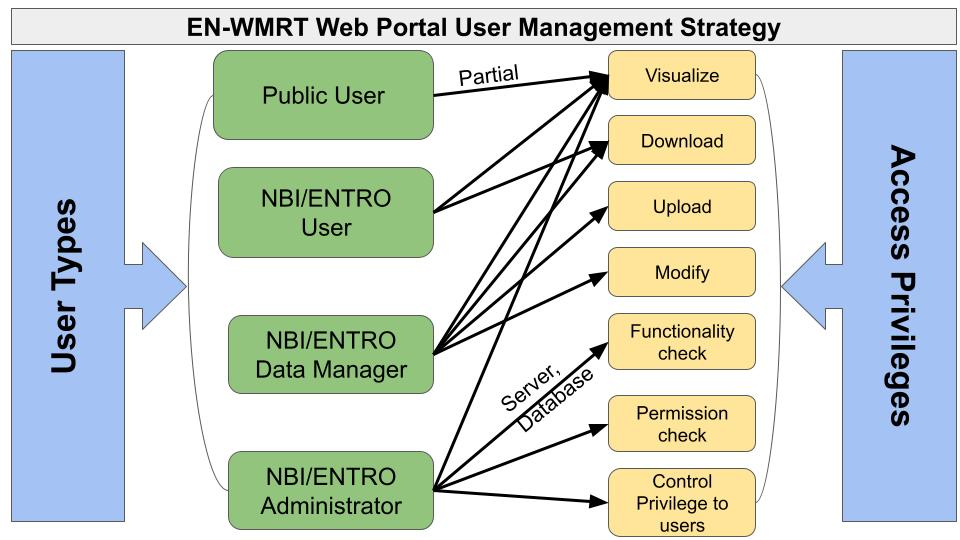 EN-WMRT Web Portal User Management Strategy
User Types
Public User
NBI/ENTRO
User
NBI/ENTRO
Data Manager
NBI/ENTRO
Administrator
Partial
Server,
Database
Visualize
Download
Upload
Modify
Functionality
check
Permission
check
Control
Privilege to
users
Access Privileges